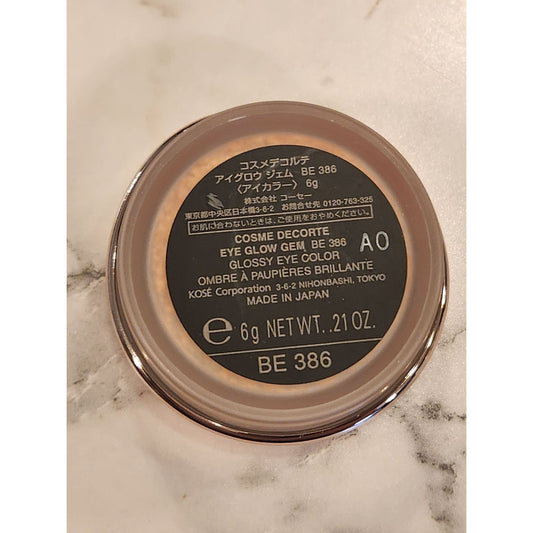 コスメデコルテ
アイグロウ ジェム BE 386
〈アイカラー〉 6g
株式会社 コーセー
東京都中央区日本橋3-6-2 お問合せ先 0120-763-325
お肌に合わないときは、ご使用をおやめください。
COSME DECORTE
EYE GLOW GEM BE 386 AO
GLOSSY EYE COLOR
OMBRE À PAUPIÈRES BRILLANTE
KOSÉ Corporation 3-6-2 NIHONBASHI, TOKYO
MADE IN JAPAN
℮ 6g NET WT. .21 OZ.
BE 386